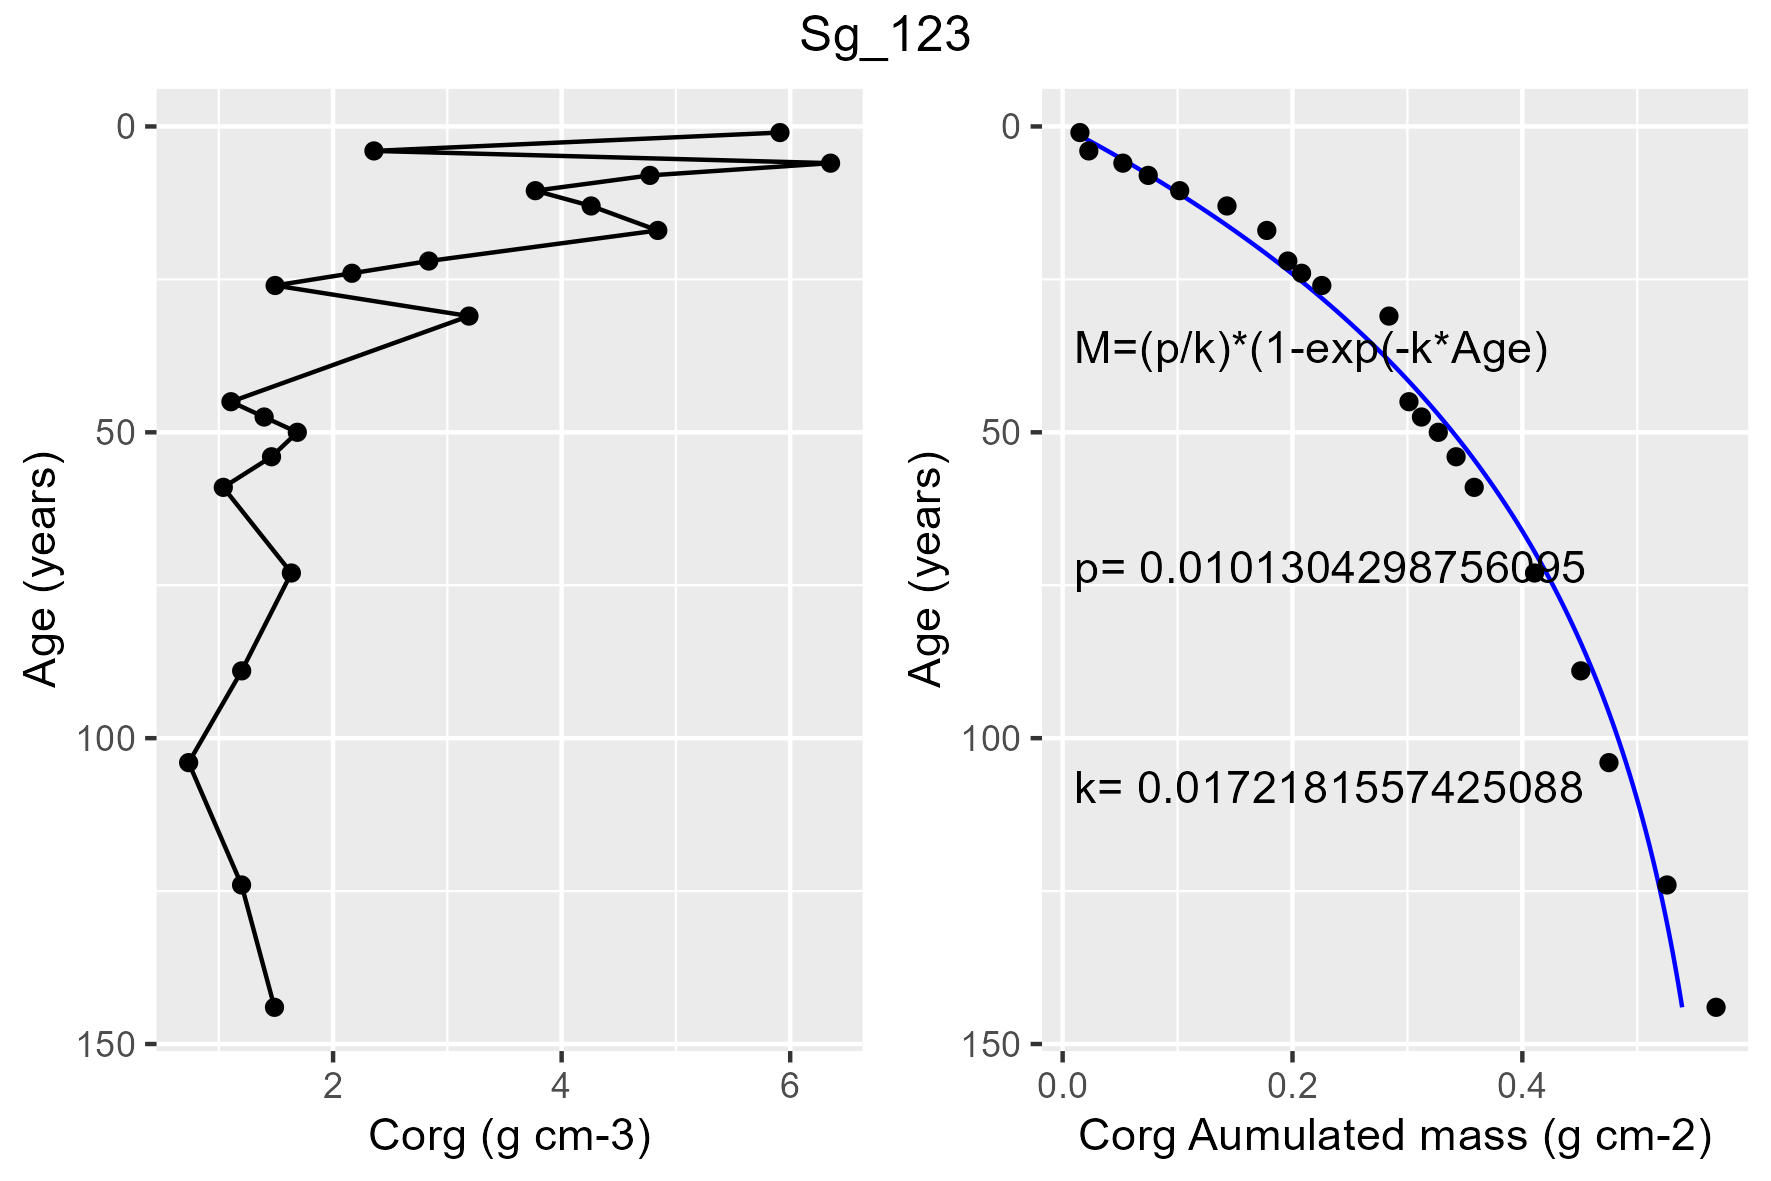 Sg_123
0
50
100
150
Age (years)
2
4
6
Corg (g cm-3)
0
50
100
150
Age (years)
M=(p/k)*(1-exp(-k*Age)
p= 0.0101304298756095
k= 0.0172181557425088
0.0
0.2
0.4
Corg Aumulated mass (g cm-2)